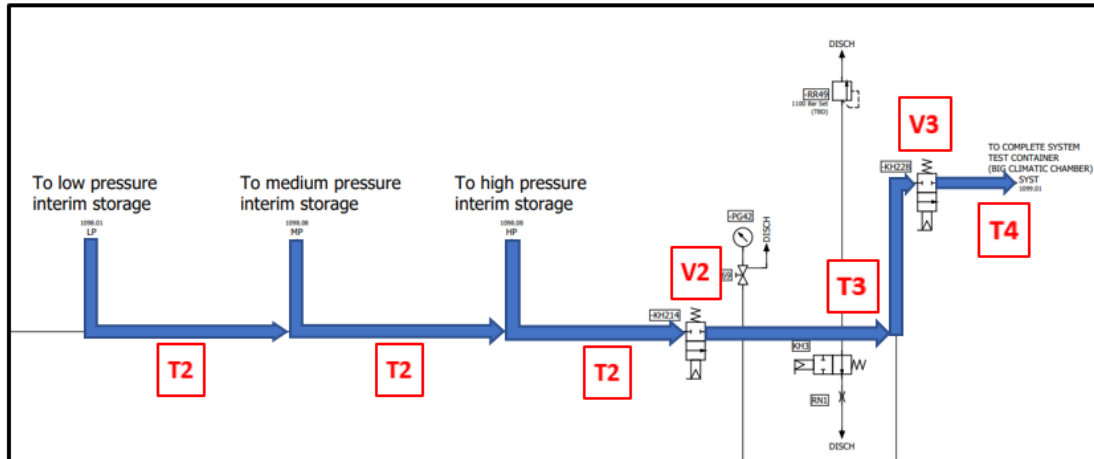 DISCH
-RR49
1100 Bar Set
(TBD)
V3
TO COMPLETE SYSTEM
TEST CONTAINER
(BIG CLIMATIC CHAMBER)
SYST
1099.01
-KH228
To low pressure
interim storage
To medium pressure
interim storage
To high pressure
interim storage
1098.01
LP
1098.08
MP
1098.08
HP
-PG42
DISCH
V2
T3
T4
-KH214
KH3
T2
T2
T2
RN1
DISCH